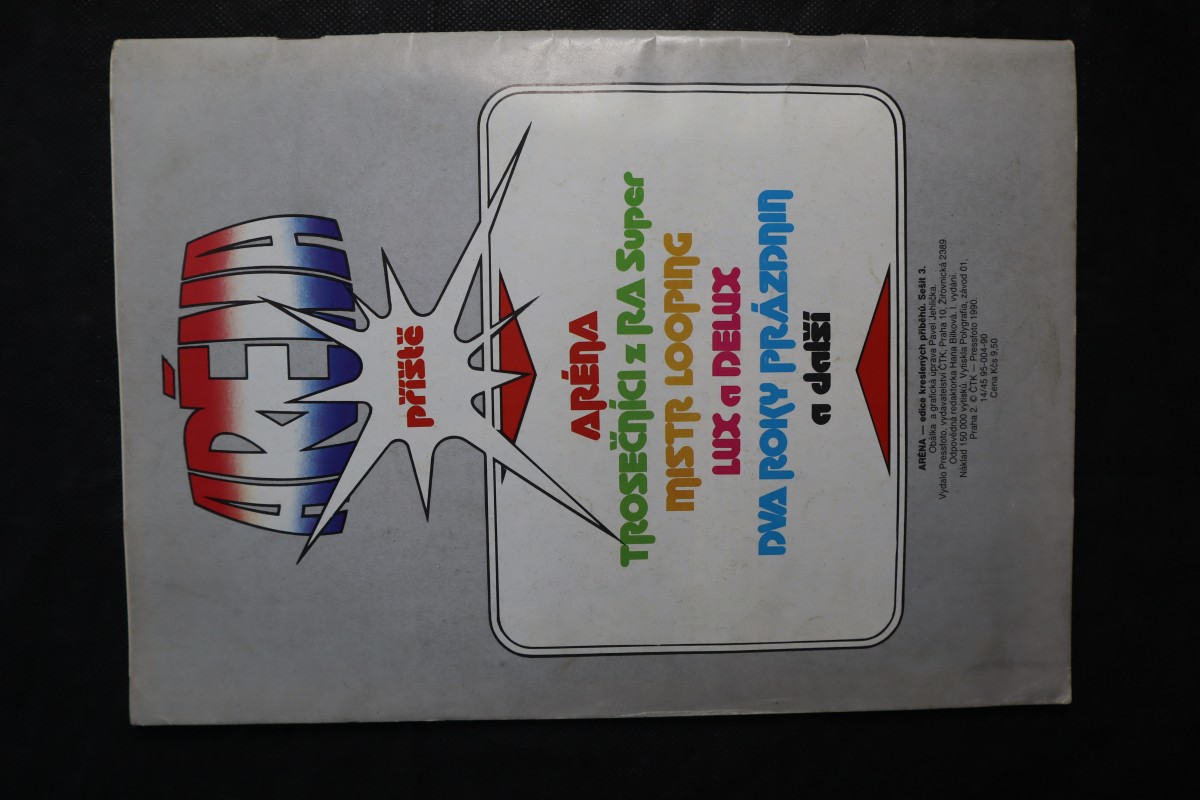 ARÉNA
příště
ARÉNA
TROSEČNÍCI z RA Super
MISTR LOOPING
LUX a DELUX
DVA ROKY PRÁZDNIN
a další
ARÉNA — edice kreslených příběhů. Sešit 3.
Obálka a grafická úprava Pavel Jehlička.
Vydalo Pressfoto, vydavatelství ČTK, Praha 10, Žirovnická 2389.
Odpovědná redaktorka Hana Bílková. I. vydání.
Náklad 150 000 výtisků. Vytiskla Polygrafia, závod 01,
Praha 2. © ČTK — Pressfoto 1990.
14/45.95-004-90
Cena Kčs 9,50